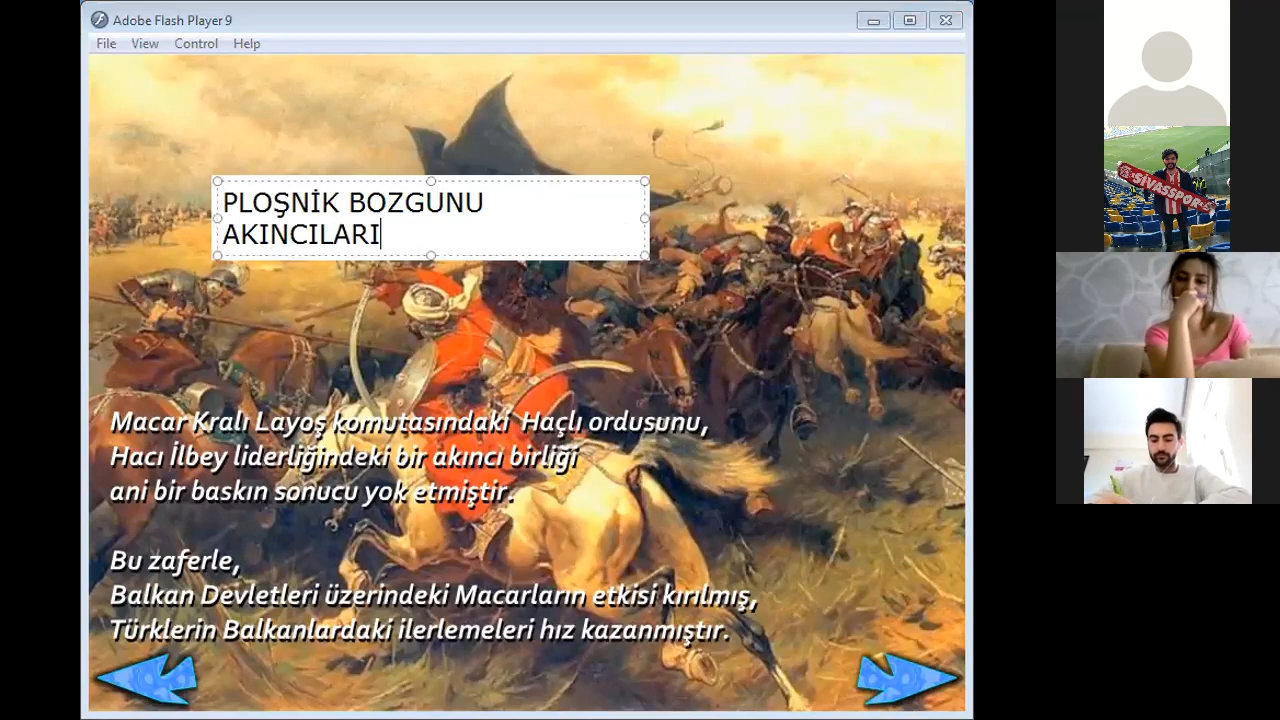 Adobe Flash Player 9
File View Control Help
PLOŞNİK BOZGUNU
AKINCILARI
Macar Kralı Layoş komutasındaki Haçlı ordusunu,
Hacı İlbey liderliğindeki bir akıncı birliği
ani bir baskın sonucu yok etmiştir.
Bu zaferle,
Balkan Devletleri üzerindeki Macarların etkisi kırılmış,
Türklerin Balkanlardaki ilerlemeleri hız kazanmıştır.
SİVASSPOR